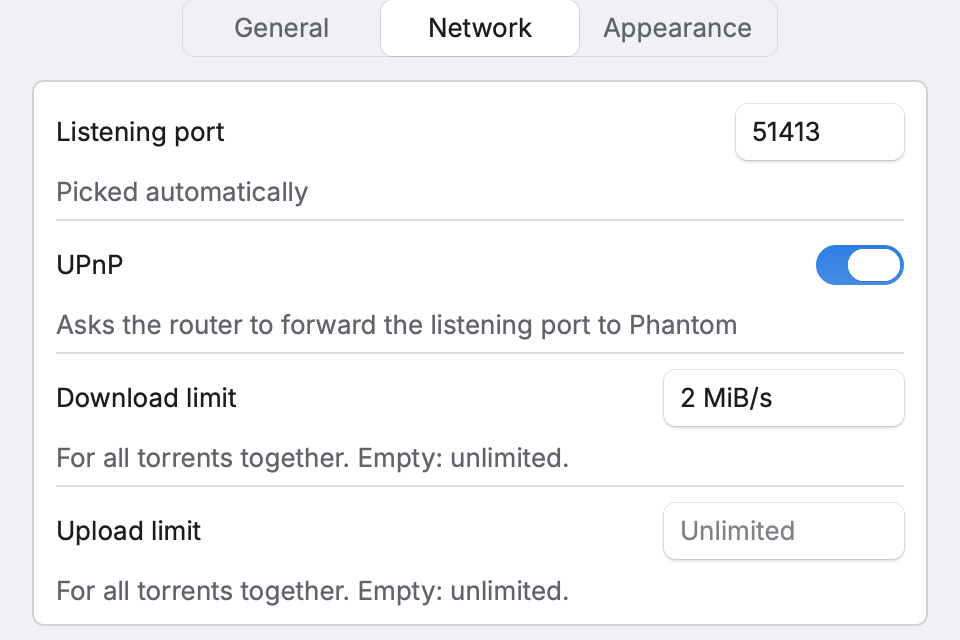 General
Network
Appearance
Listening port
51413
Picked automatically
UPnP
Asks the router to forward the listening port to Phantom
Download limit
2 MiB/s
For all torrents together. Empty: unlimited.
Upload limit
Unlimited
For all torrents together. Empty: unlimited.